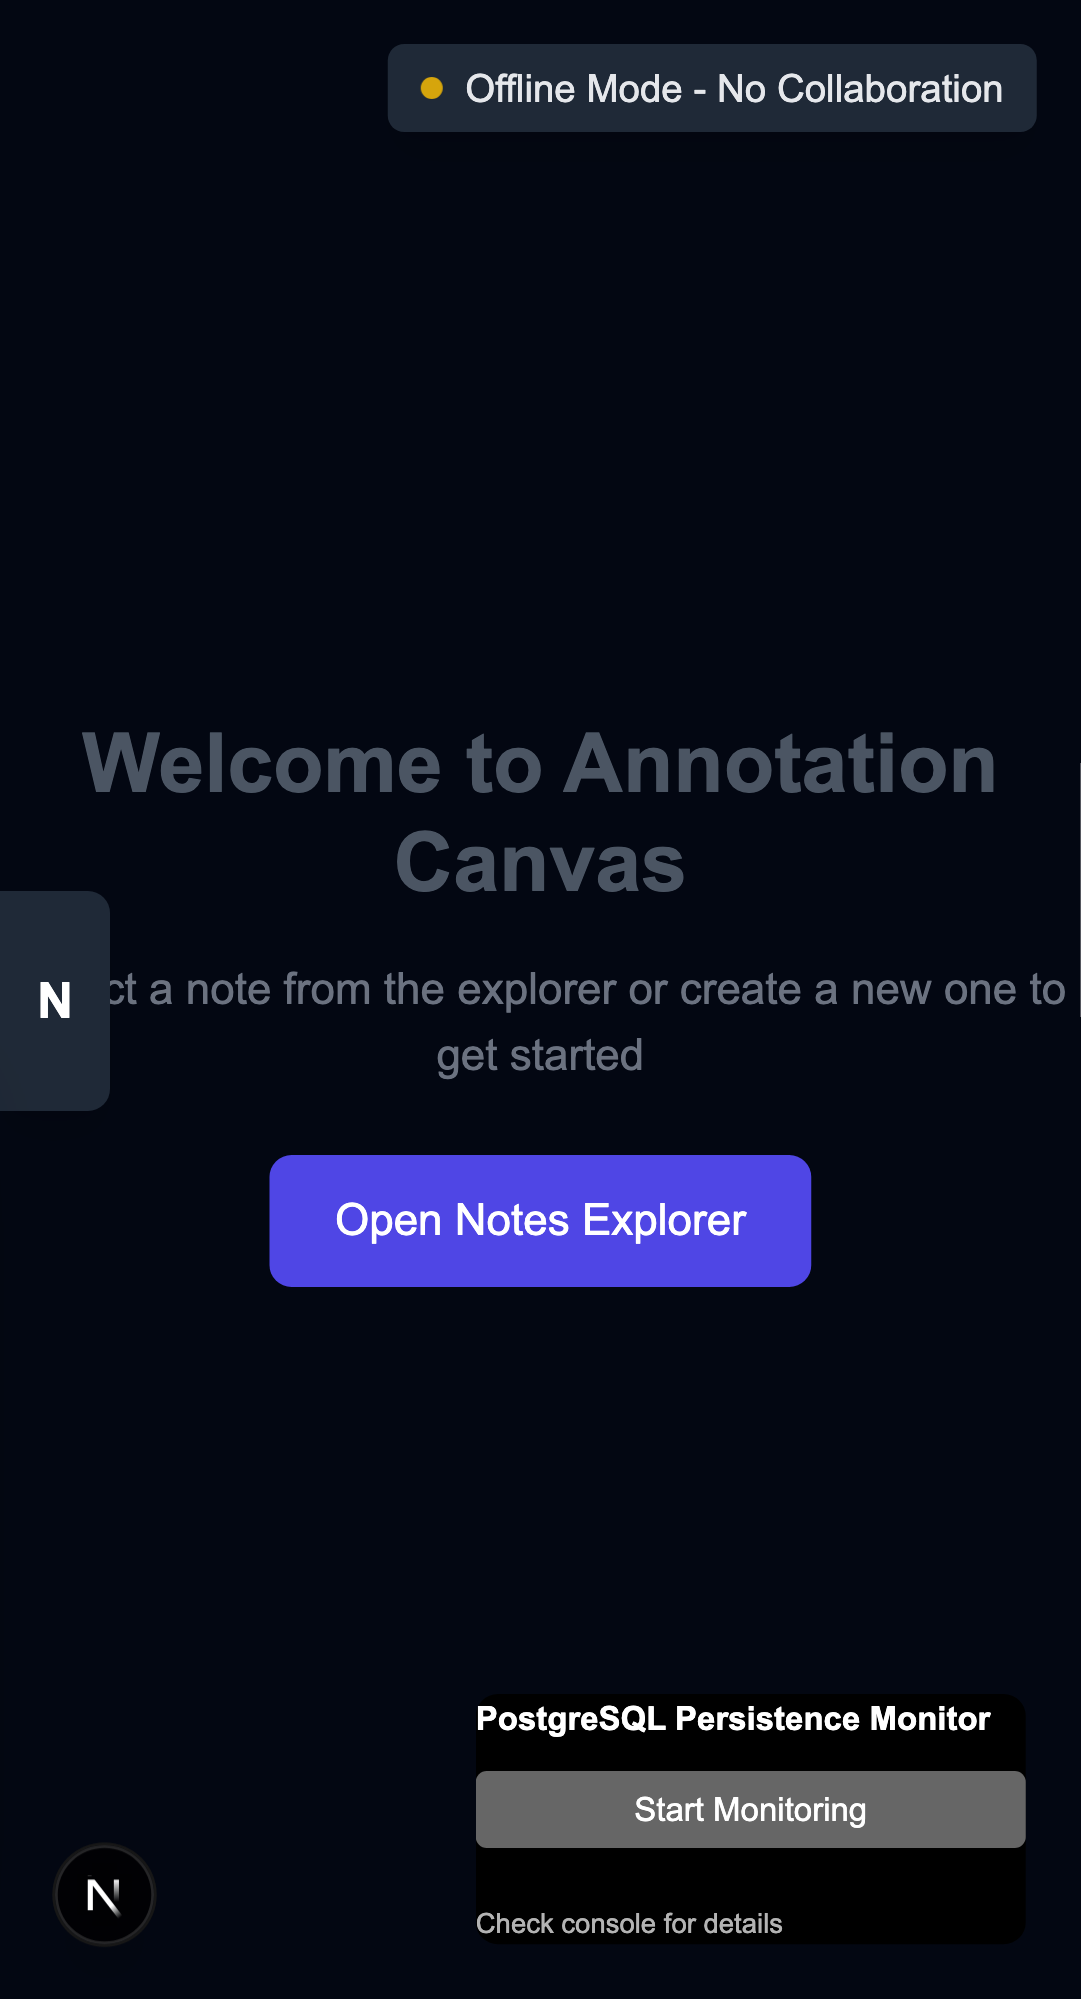 Offline Mode - No Collaboration
Welcome to Annotation
Canvas
N
ct a note from the explorer or create a new one to
get started
Open Notes Explorer
PostgreSQL Persistence Monitor
Start Monitoring
Check console for details
N